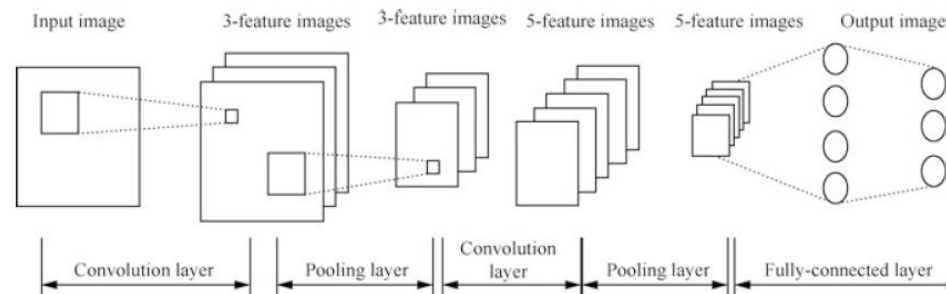 Input image
3-feature images
3-feature images
5-feature images
5-feature images
Output image
Convolution layer
Pooling layer
Convolution
layer
Pooling layer
Fully-connected layer